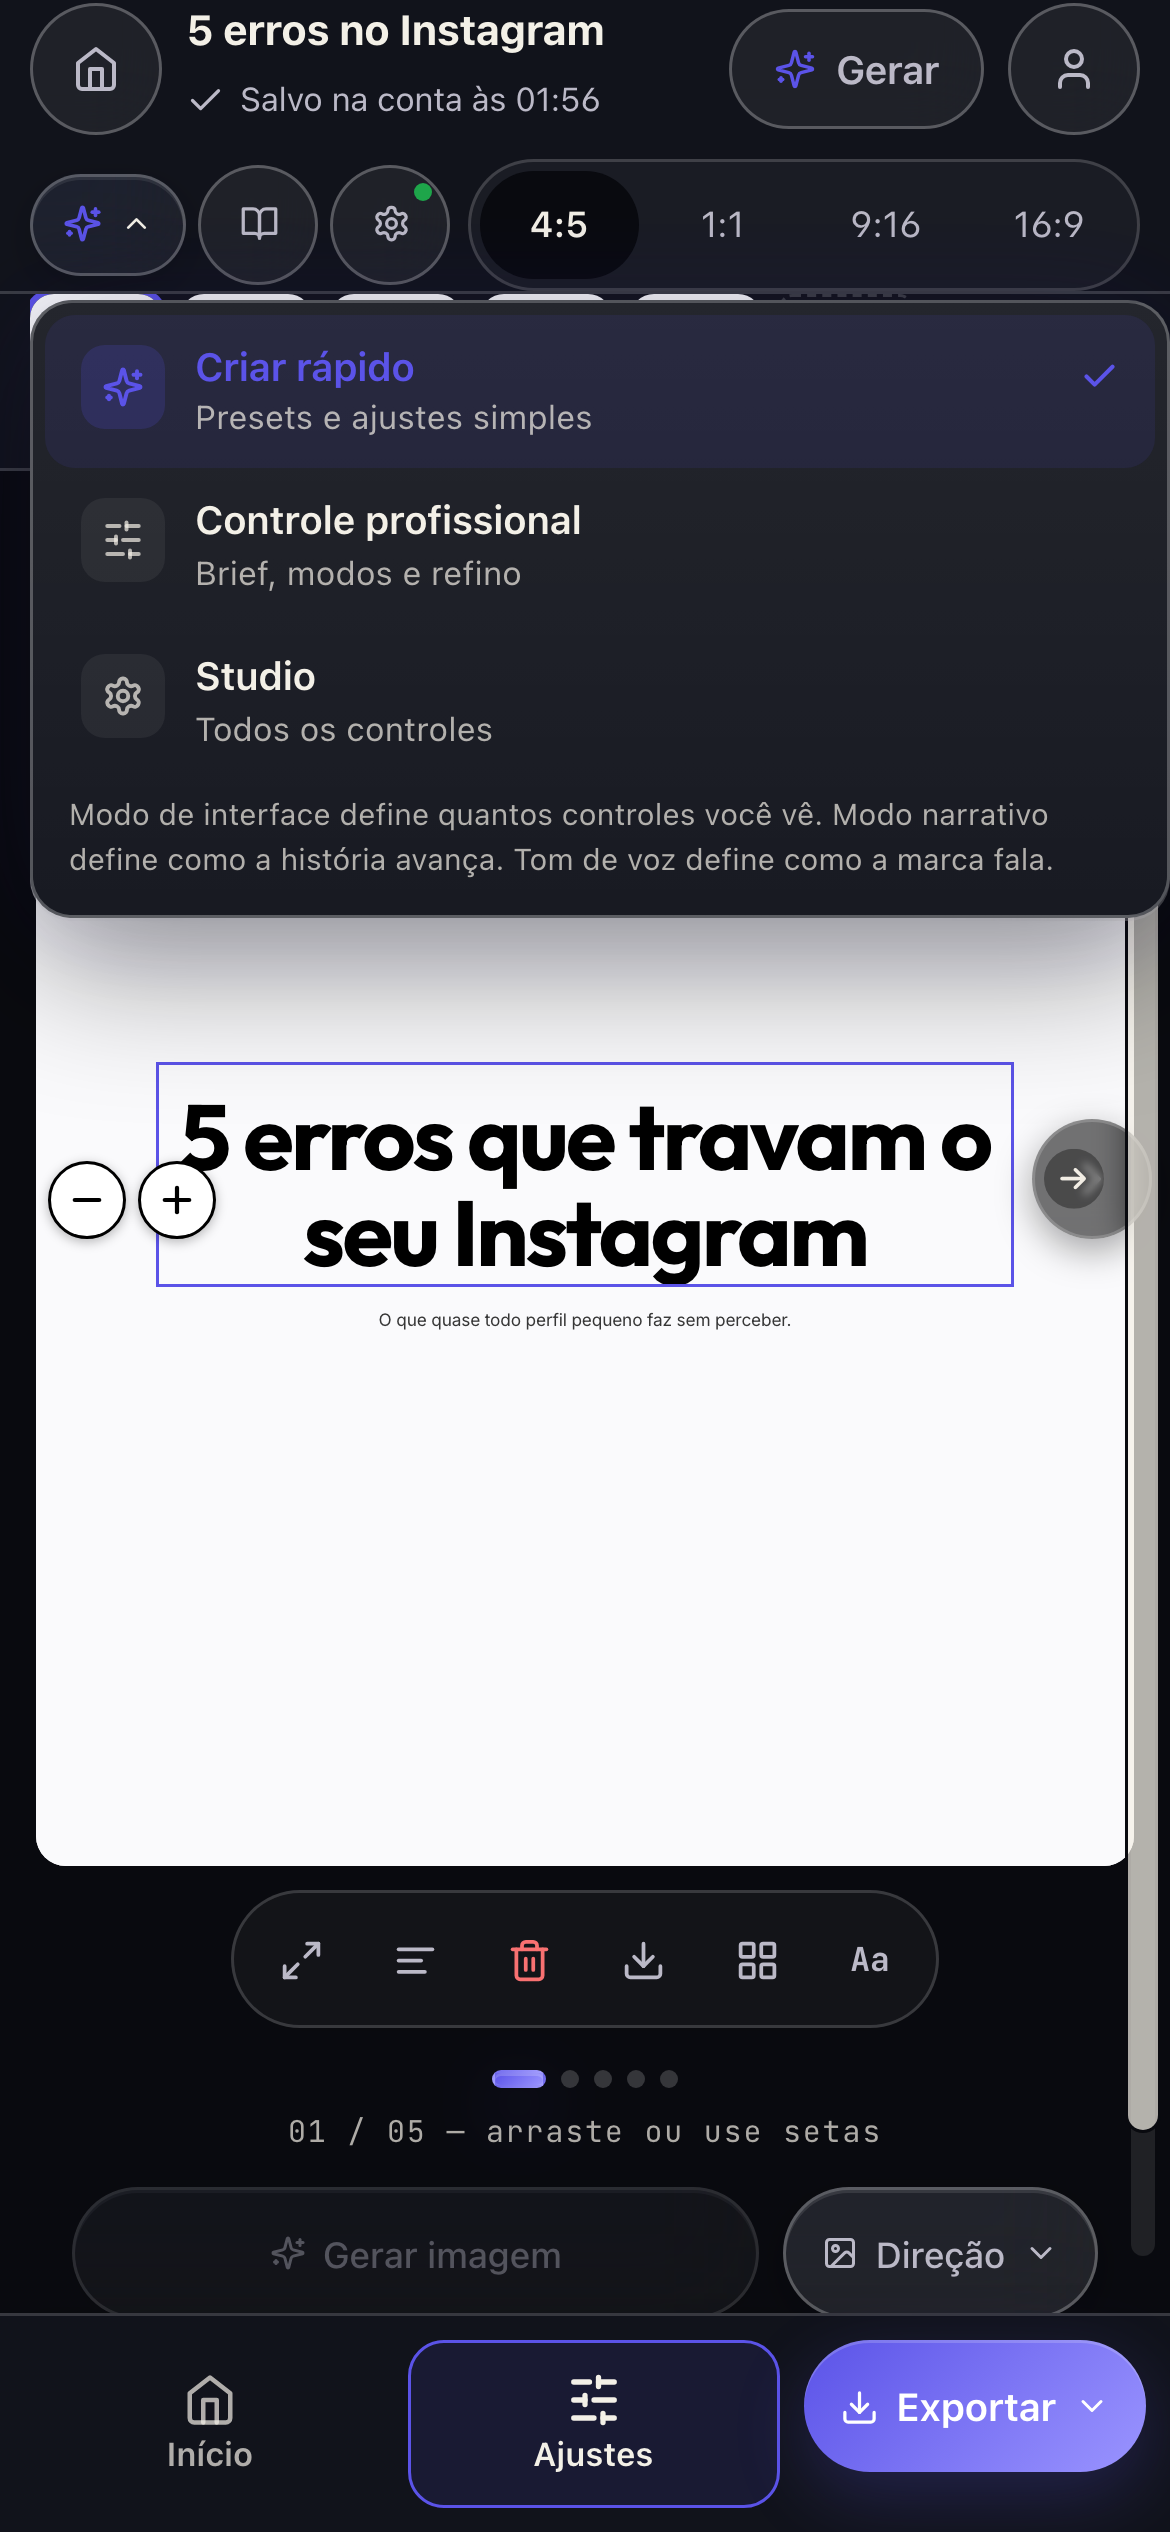 5 erros no Instagram
Salvo na conta às 01:56
Gerar
4:5
1:1
9:16
16:9
Criar rápido
Presets e ajustes simples
Controle profissional
Brief, modos e refino
Studio
Todos os controles
Modo de interface define quantos controles você vê. Modo narrativo
define como a história avança. Tom de voz define como a marca fala.
5 erros que travam o
seu Instagram
O que quase todo perfil pequeno faz sem perceber.
Aa
01 / 05 — arraste ou use setas
Gerar imagem
Direção
Início
Ajustes
Exportar